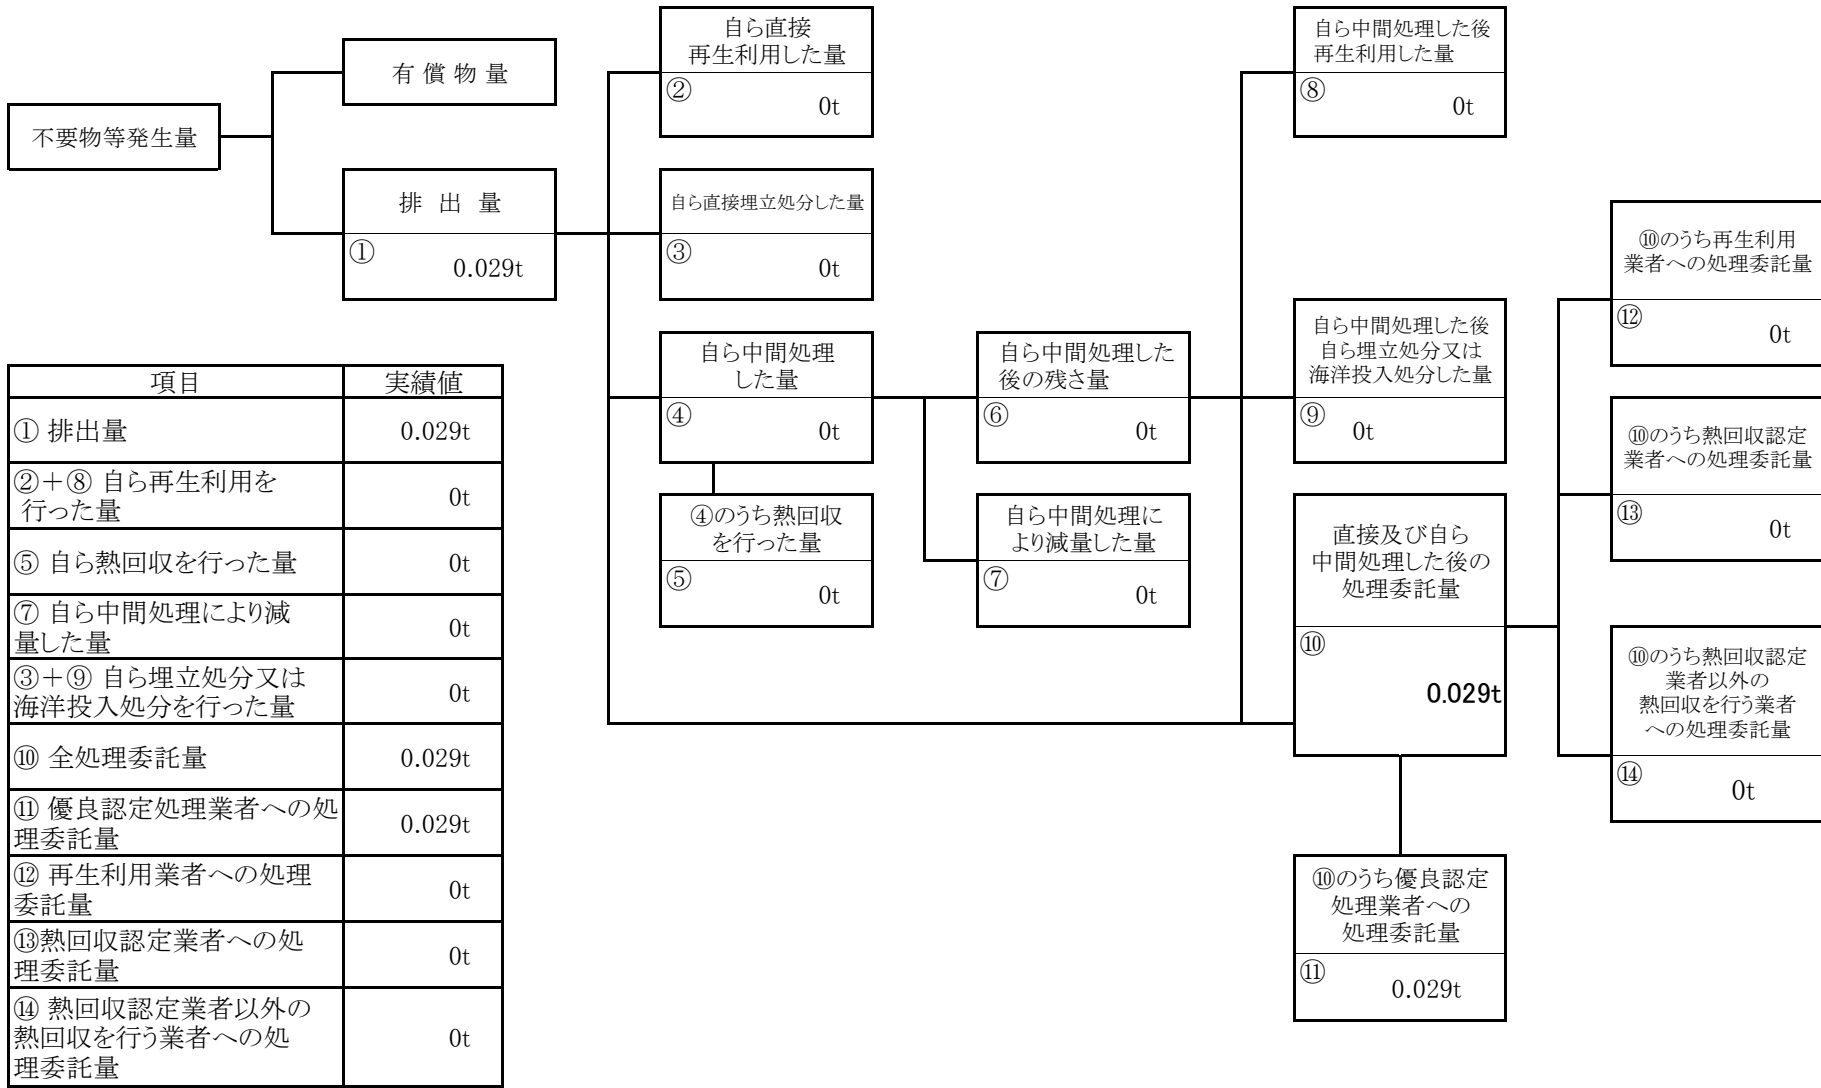 不要物等発生量
有 償 物 量
排 出 量
①
0.029t
自ら直接
再生利用した量
②
0t
自ら直接埋立処分した量
③
0t
自ら中間処理
した量
④
0t
④のうち熱回収
を行った量
⑤
0t
自ら中間処理した
後の残さ量
⑥
0t
自ら中間処理に
より減量した量
⑦
0t
自ら中間処理した後
再生利用した量
⑧
0t
自ら中間処理した後
自ら埋立処分又は
海洋投入処分した量
⑨
0t
直接及び自ら
中間処理した後の
処理委託量
⑩
0.029t
⑩のうち優良認定
処理業者への
処理委託量
⑪
0.029t
⑩のうち再生利用
業者への処理委託量
⑫
0t
⑩のうち熱回収認定
業者への処理委託量
⑬
0t
⑩のうち熱回収認定
業者以外の
熱回収を行う業者
への処理委託量
⑭
0t
項目 実績値
① 排出量 0.029t
②＋⑧ 自ら再生利用を
行った量 0t
⑤ 自ら熱回収を行った量 0t
⑦ 自ら中間処理により減
量した量 0t
③＋⑨ 自ら埋立処分又は
海洋投入処分を行った量 0t
⑩ 全処理委託量 0.029t
⑪ 優良認定処理業者への処
理委託量 0.029t
⑫ 再生利用業者への処理
委託量 0t
⑬熱回収認定業者への処
理委託量 0t
⑭ 熱回収認定業者以外の
熱回収を行う業者への処
理委託量 0t